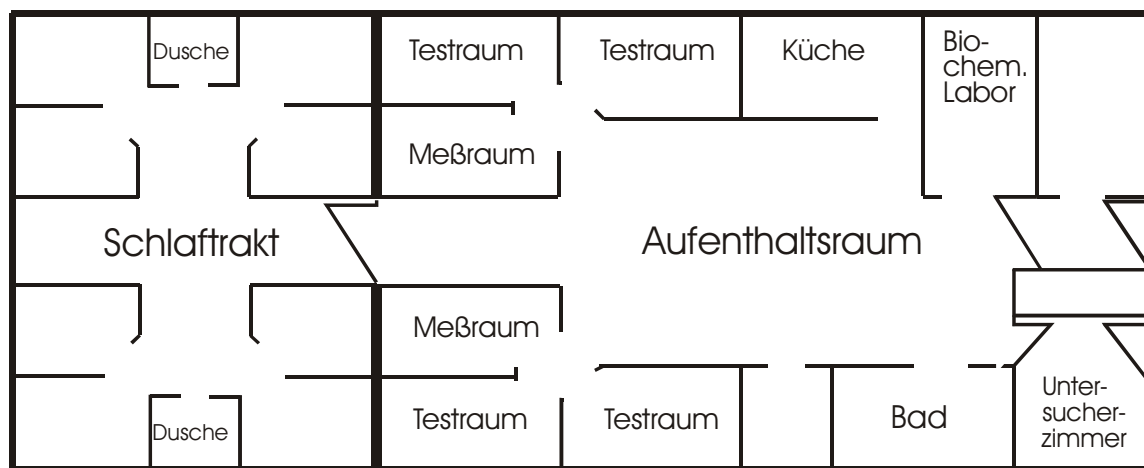 Dusche
Testraum
Testraum
Küche
Bio-
chem.
Labor
Meßraum
Schlaftrakt
Aufenthaltsraum
Meßraum
Dusche
Testraum
Testraum
Bad
Unter-
sucher-
zimmer